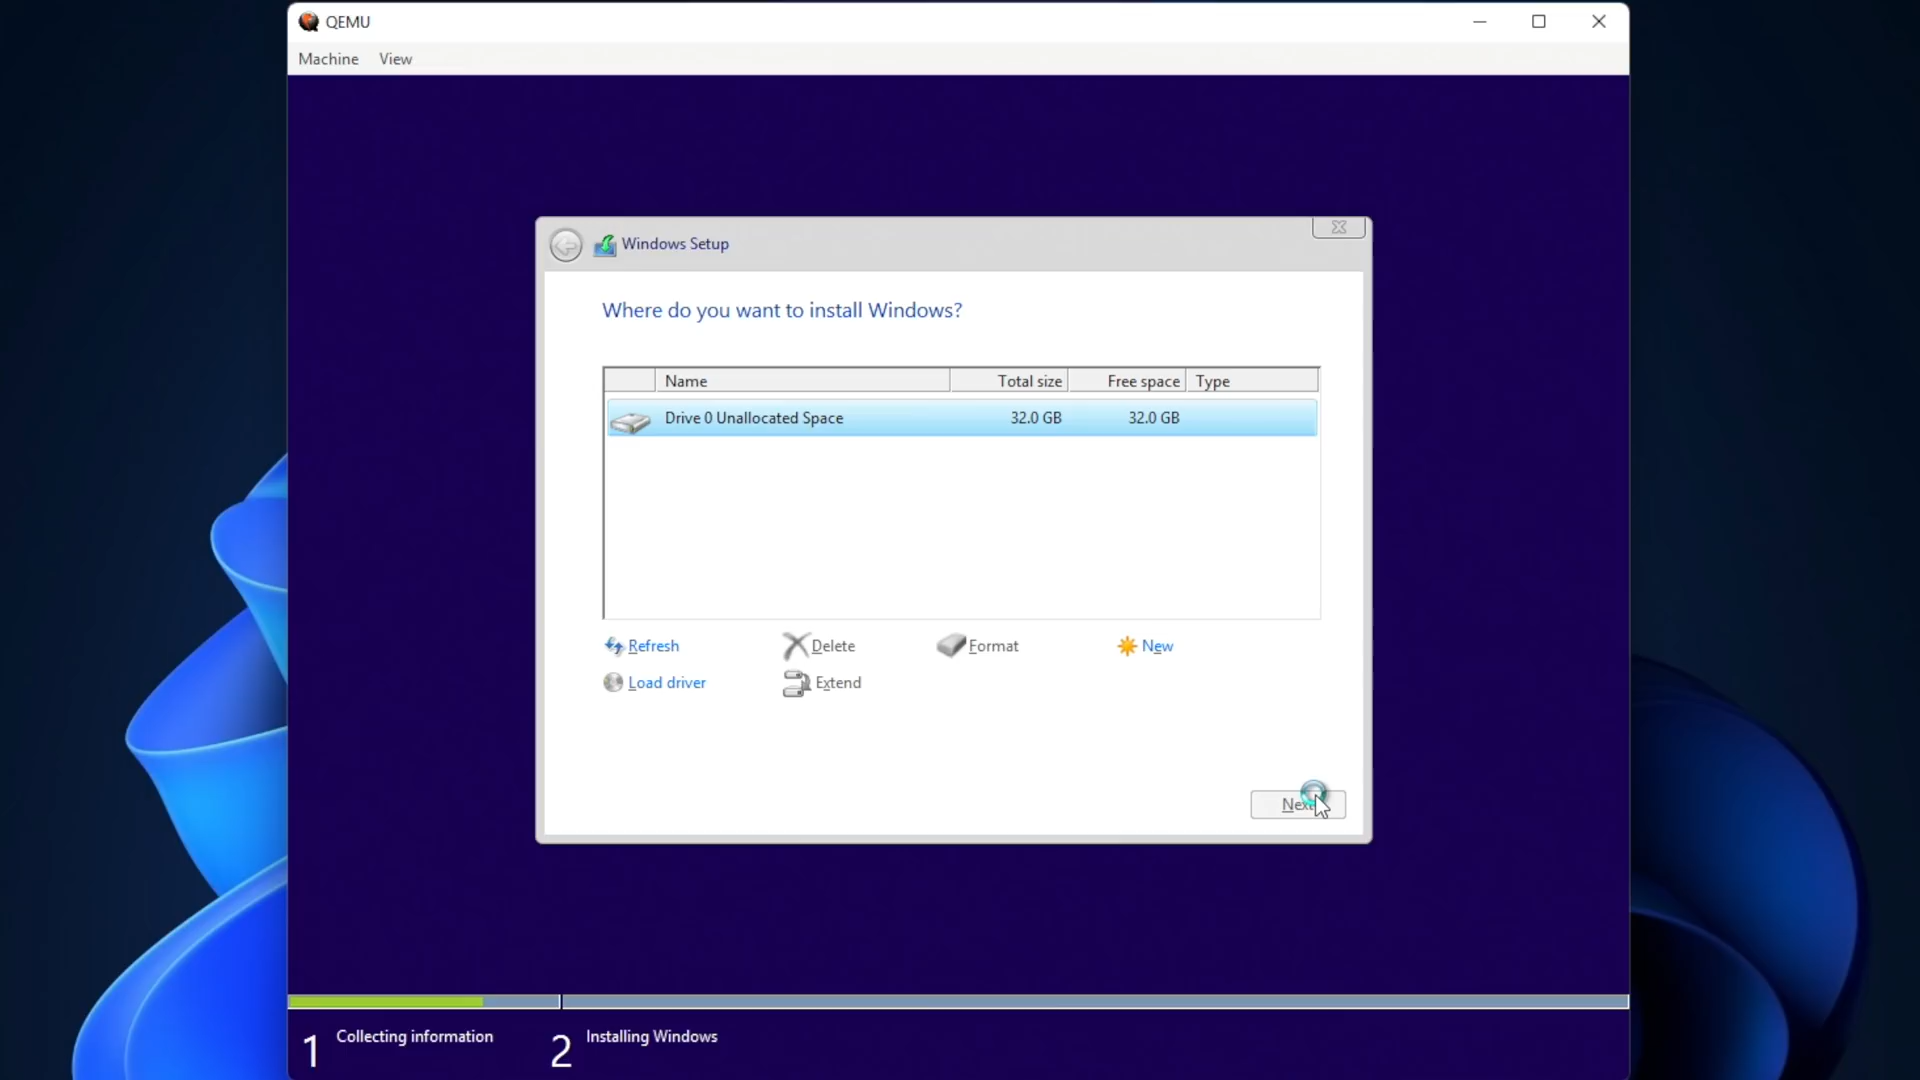 QEMU
Machine View
Windows Setup
Where do you want to install Windows?
Name Total size Free space Type
Drive 0 Unallocated Space 32.0 GB 32.0 GB
Refresh Delete Format New
Load driver Extend
Next
1 Collecting information 2 Installing Windows